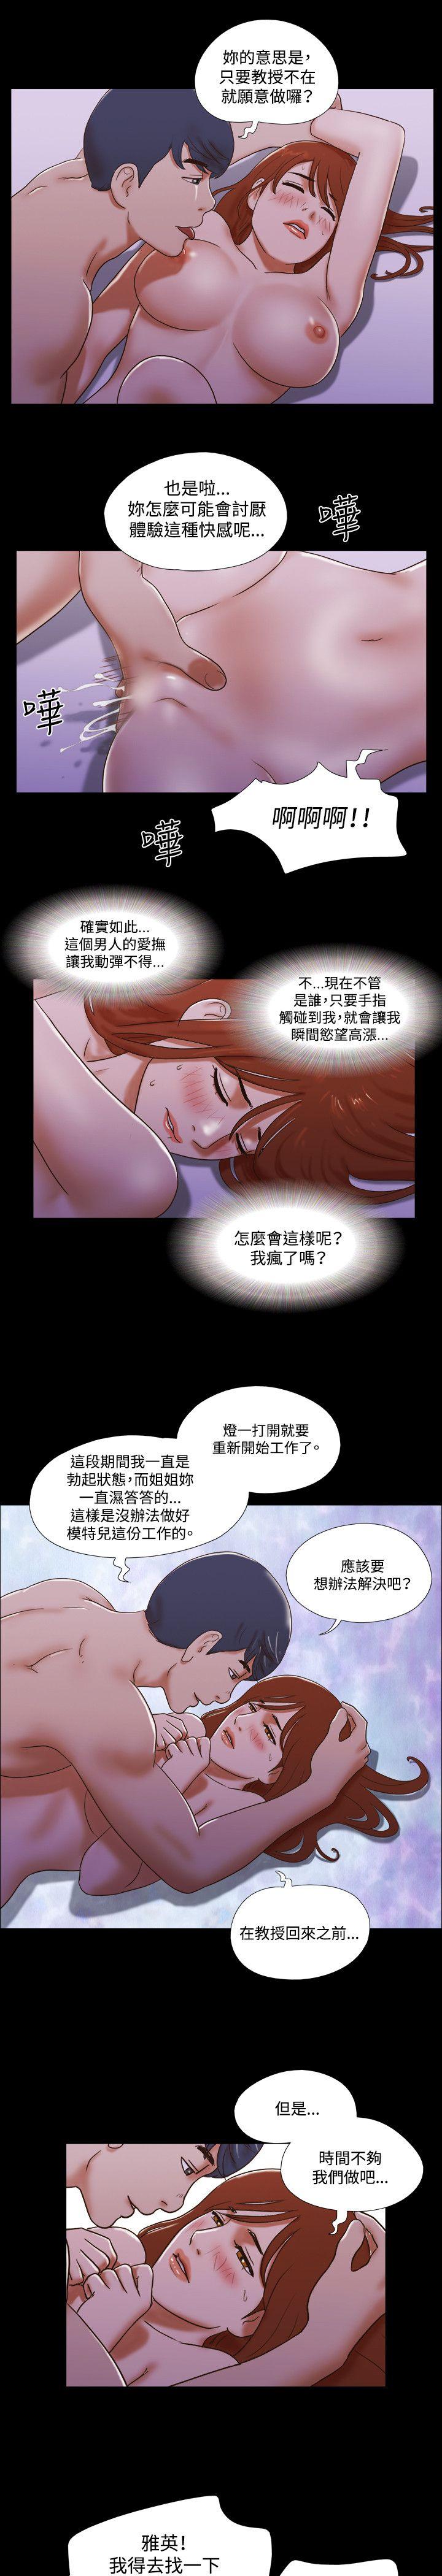 妳的意思是，
只要教授不在
就願意做囉？
也是啦…
妳怎麼可能會討厭
體驗這種快感呢…
嘩
嘩
啊啊啊！！
嘩
確實如此…
這個男人的愛撫
讓我動彈不得…
不…現在不管
是誰，只要手指
觸碰到我，就會讓我
瞬間慾望高漲…
怎麼會這樣呢？
我瘋了嗎？
燈一打開就要
重新開始工作了。
這段期間我一直是
勃起狀態，而姐姐妳
一直濕答答的…
這樣是沒辦法做好
模特兒這份工作的。
應該要
想辦法解決吧？
在教授回來之前…
但是…
時間不夠
我們做吧…
雅英！
我得去找一下